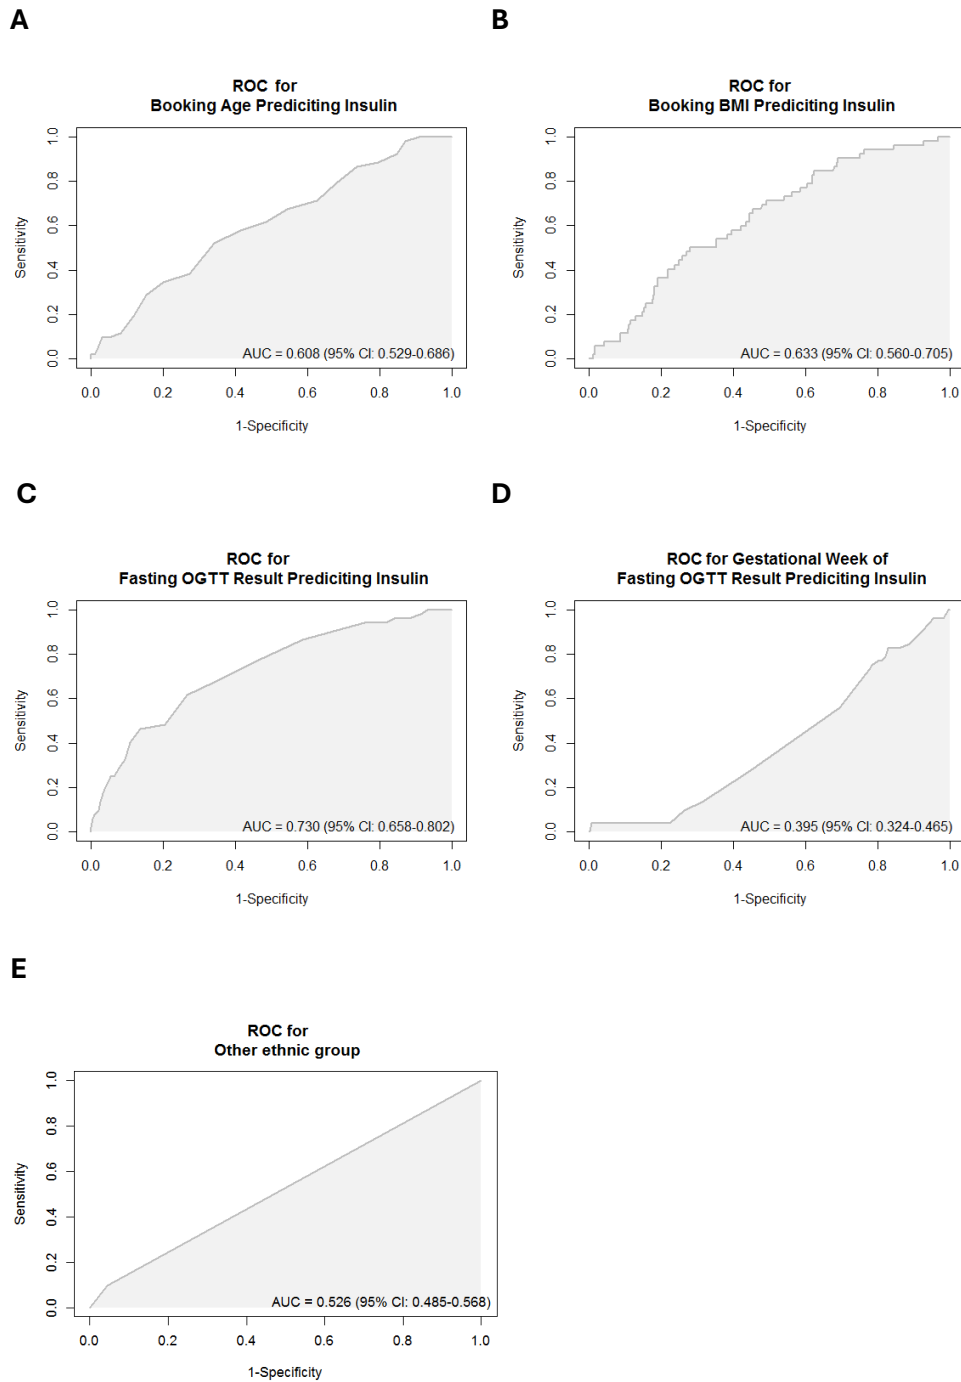 A
ROC for
Booking Age Prediciting Insulin
Sensitivity
1.0
0.8
0.6
0.4
0.2
0.0
AUC = 0.608 (95% CI: 0.529-0.686)
0.0 0.2 0.4 0.6 0.8 1.0
1-Specificity
B
ROC for
Booking BMI Prediciting Insulin
Sensitivity
1.0
0.8
0.6
0.4
0.2
0.0
AUC = 0.633 (95% CI: 0.560-0.705)
0.0 0.2 0.4 0.6 0.8 1.0
1-Specificity
C
ROC for
Fasting OGTT Result Prediciting Insulin
Sensitivity
1.0
0.8
0.6
0.4
0.2
0.0
AUC = 0.730 (95% CI: 0.658-0.802)
0.0 0.2 0.4 0.6 0.8 1.0
1-Specificity
D
ROC for Gestational Week of
Fasting OGTT Result Prediciting Insulin
Sensitivity
1.0
0.8
0.6
0.4
0.2
0.0
AUC = 0.395 (95% CI: 0.324-0.465)
0.0 0.2 0.4 0.6 0.8 1.0
1-Specificity
E
ROC for
Other ethnic group
Sensitivity
1.0
0.8
0.6
0.4
0.2
0.0
AUC = 0.526 (95% CI: 0.485-0.568)
0.0 0.2 0.4 0.6 0.8 1.0
1-Specificity